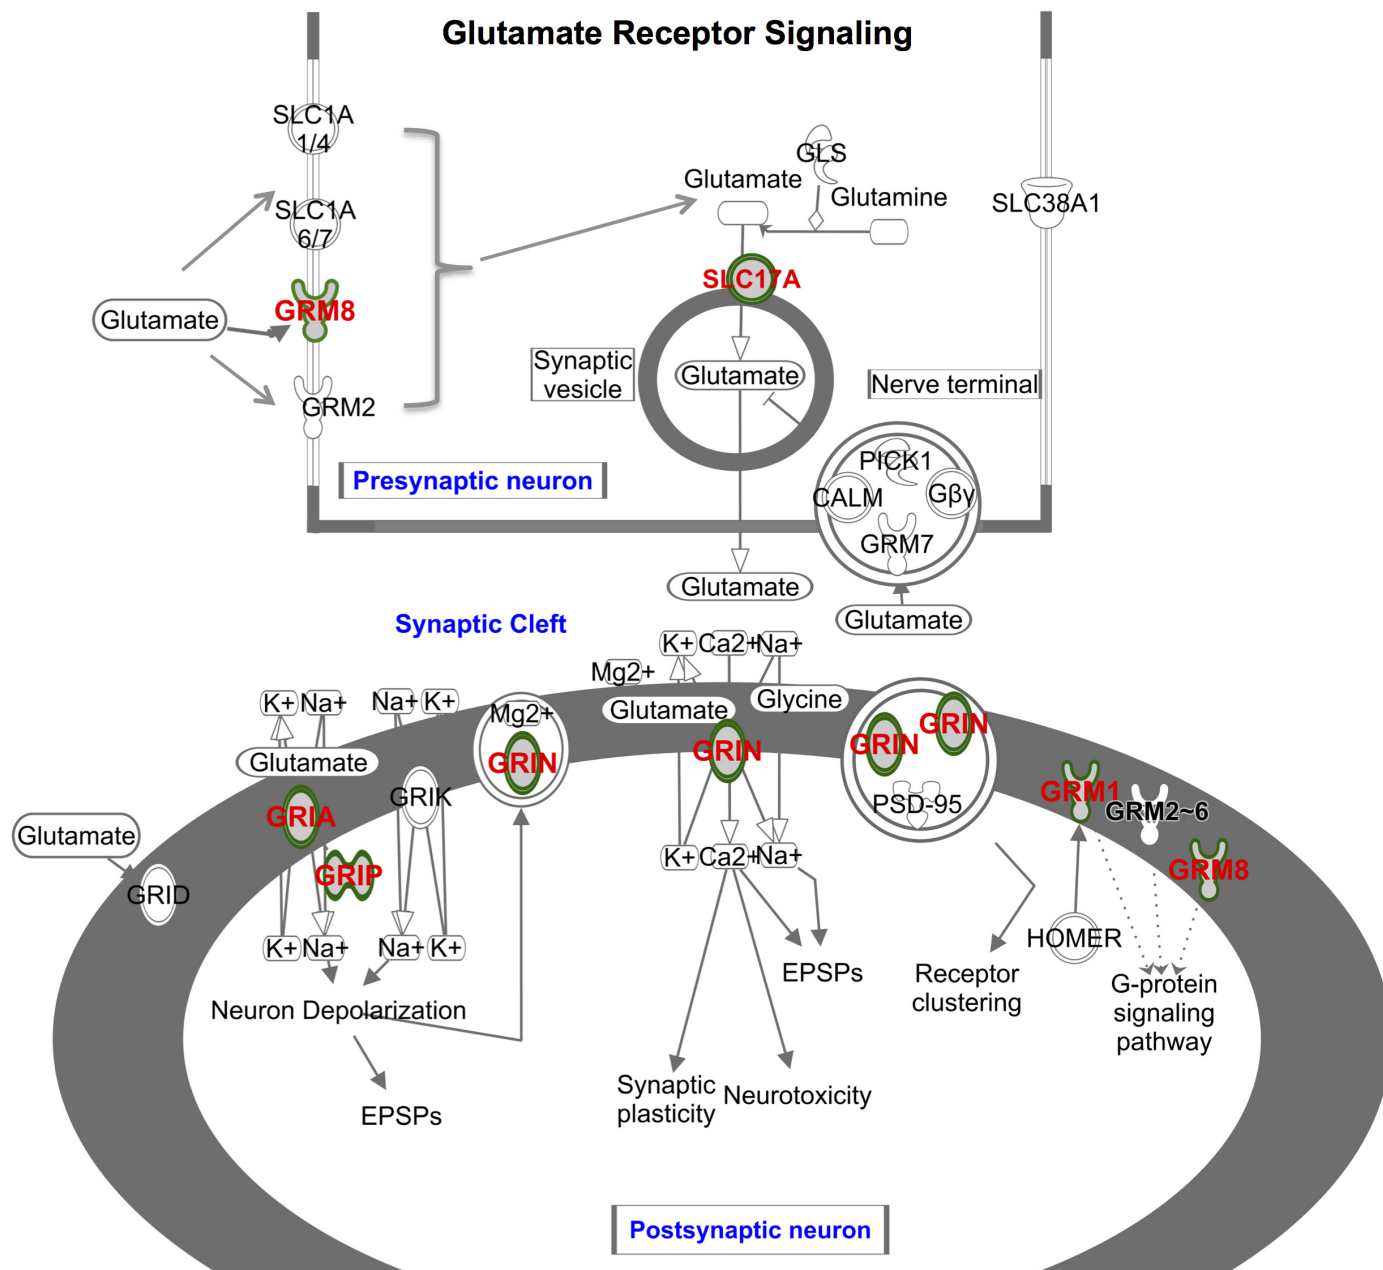 Glutamate Receptor Signaling
SLC1A
1/4
SLC1A
6/7
GRM8
Glutamate
GRM2
GLS
Glutamate
Glutamine
SLC38A1
SLC17A
Synaptic
vesicle
Glutamate
Nerve terminal
PICK1
CALM
Gβγ
GRM7
Presynaptic neuron
Glutamate
Glutamate
Synaptic Cleft
K+
Ca2+
Na+
Mg2+
Glycine
Glutamate
K+
Na+
Na+
K+
Mg2+
Glutamate
GRIN
GRIN
GRIN
GRIN
PSD-95
GRIK
GRIA
GRIP
Glutamate
GRID
GRM1
GRM2~6
GRM8
K+
Ca2+
Na+
K+
Na+
Na+
K+
HOMER
Neuron Depolarization
EPSPs
EPSPs
Receptor
clustering
G-protein
signaling
pathway
Synaptic
plasticity
Neurotoxicity
Postsynaptic neuron